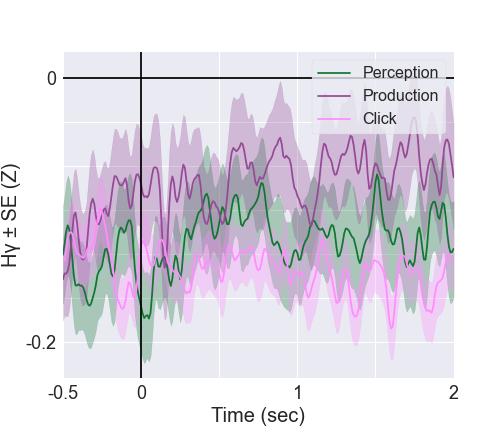 Perception
Production
Click
0
-0.2
Hγ ± SE (Z)
-0.5 0 1 2
Time (sec)